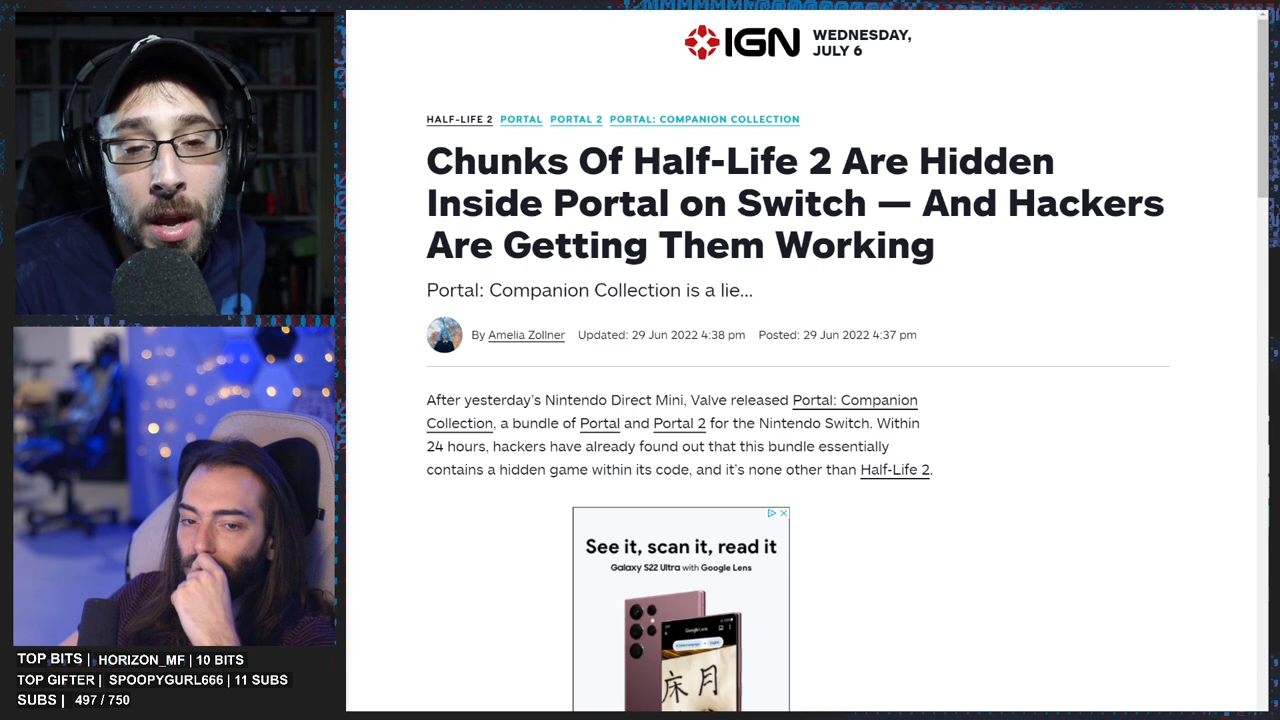 IGN
WEDNESDAY,
JULY 6
HALF-LIFE 2 PORTAL PORTAL 2 PORTAL: COMPANION COLLECTION
Chunks Of Half-Life 2 Are Hidden
Inside Portal on Switch — And Hackers
Are Getting Them Working
Portal: Companion Collection is a lie...
By Amelia Zollner Updated: 29 Jun 2022 4:38 pm Posted: 29 Jun 2022 4:37 pm
After yesterday's Nintendo Direct Mini, Valve released Portal: Companion
Collection, a bundle of Portal and Portal 2 for the Nintendo Switch. Within
24 hours, hackers have already found out that this bundle essentially
contains a hidden game within its code, and it's none other than Half-Life 2.
See it, scan it, read it
Galaxy S22 Ultra with Google Lens
Google Lens
床月
TOP BITS | HORIZON_MF | 10 BITS
TOP GIFTER | SPOOPYGURL666 | 11 SUBS
SUBS | 497 / 750